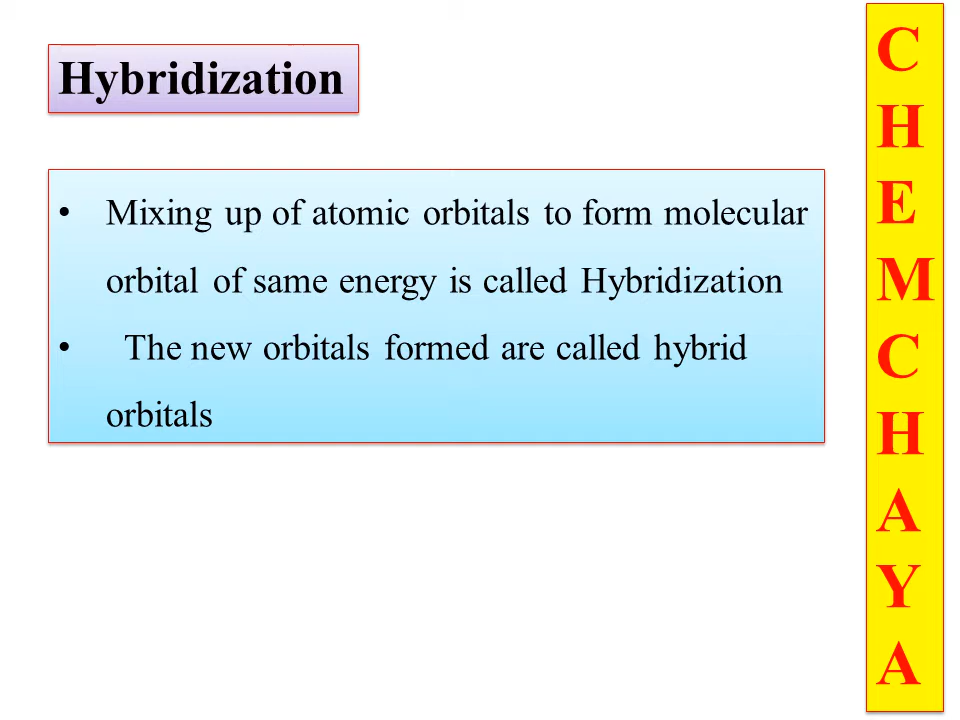 Hybridization
• Mixing up of atomic orbitals to form molecular
orbital of same energy is called Hybridization
• The new orbitals formed are called hybrid
orbitals
C
H
E
M
C
H
A
Y
A